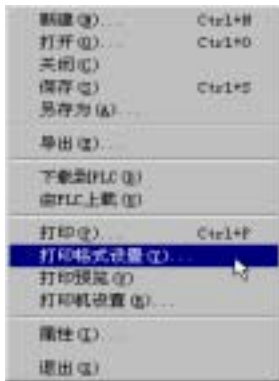 新建(N)... Ctrl+N
打开(O)... Ctrl+O
关闭(C)
保存(S) Ctrl+S
另存为(A)...
导出(E)...
下载到PLC
由PLC上载
打印(P)... Ctrl+P
打印格式设置...
打印预览(V)
打印机设置...
属性(I)...
退出(X)